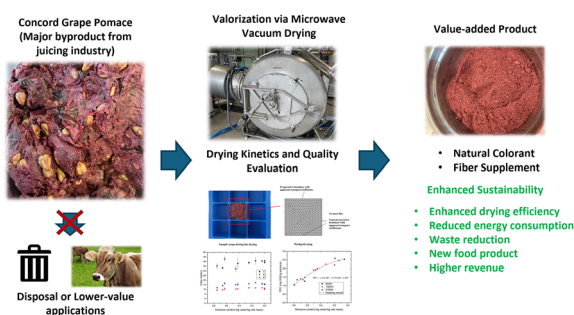 Concord Grape Pomace
(Major byproduct from
juicing industry)
Disposal or Lower-value
applications
Valorization via Microwave
Vacuum Drying
Drying Kinetics and Quality
Evaluation
Value-added Product
• Natural Colorant
• Fiber Supplement
Enhanced Sustainability
• Enhanced drying efficiency
• Reduced energy consumption
• Waste reduction
• New food product
• Higher revenue